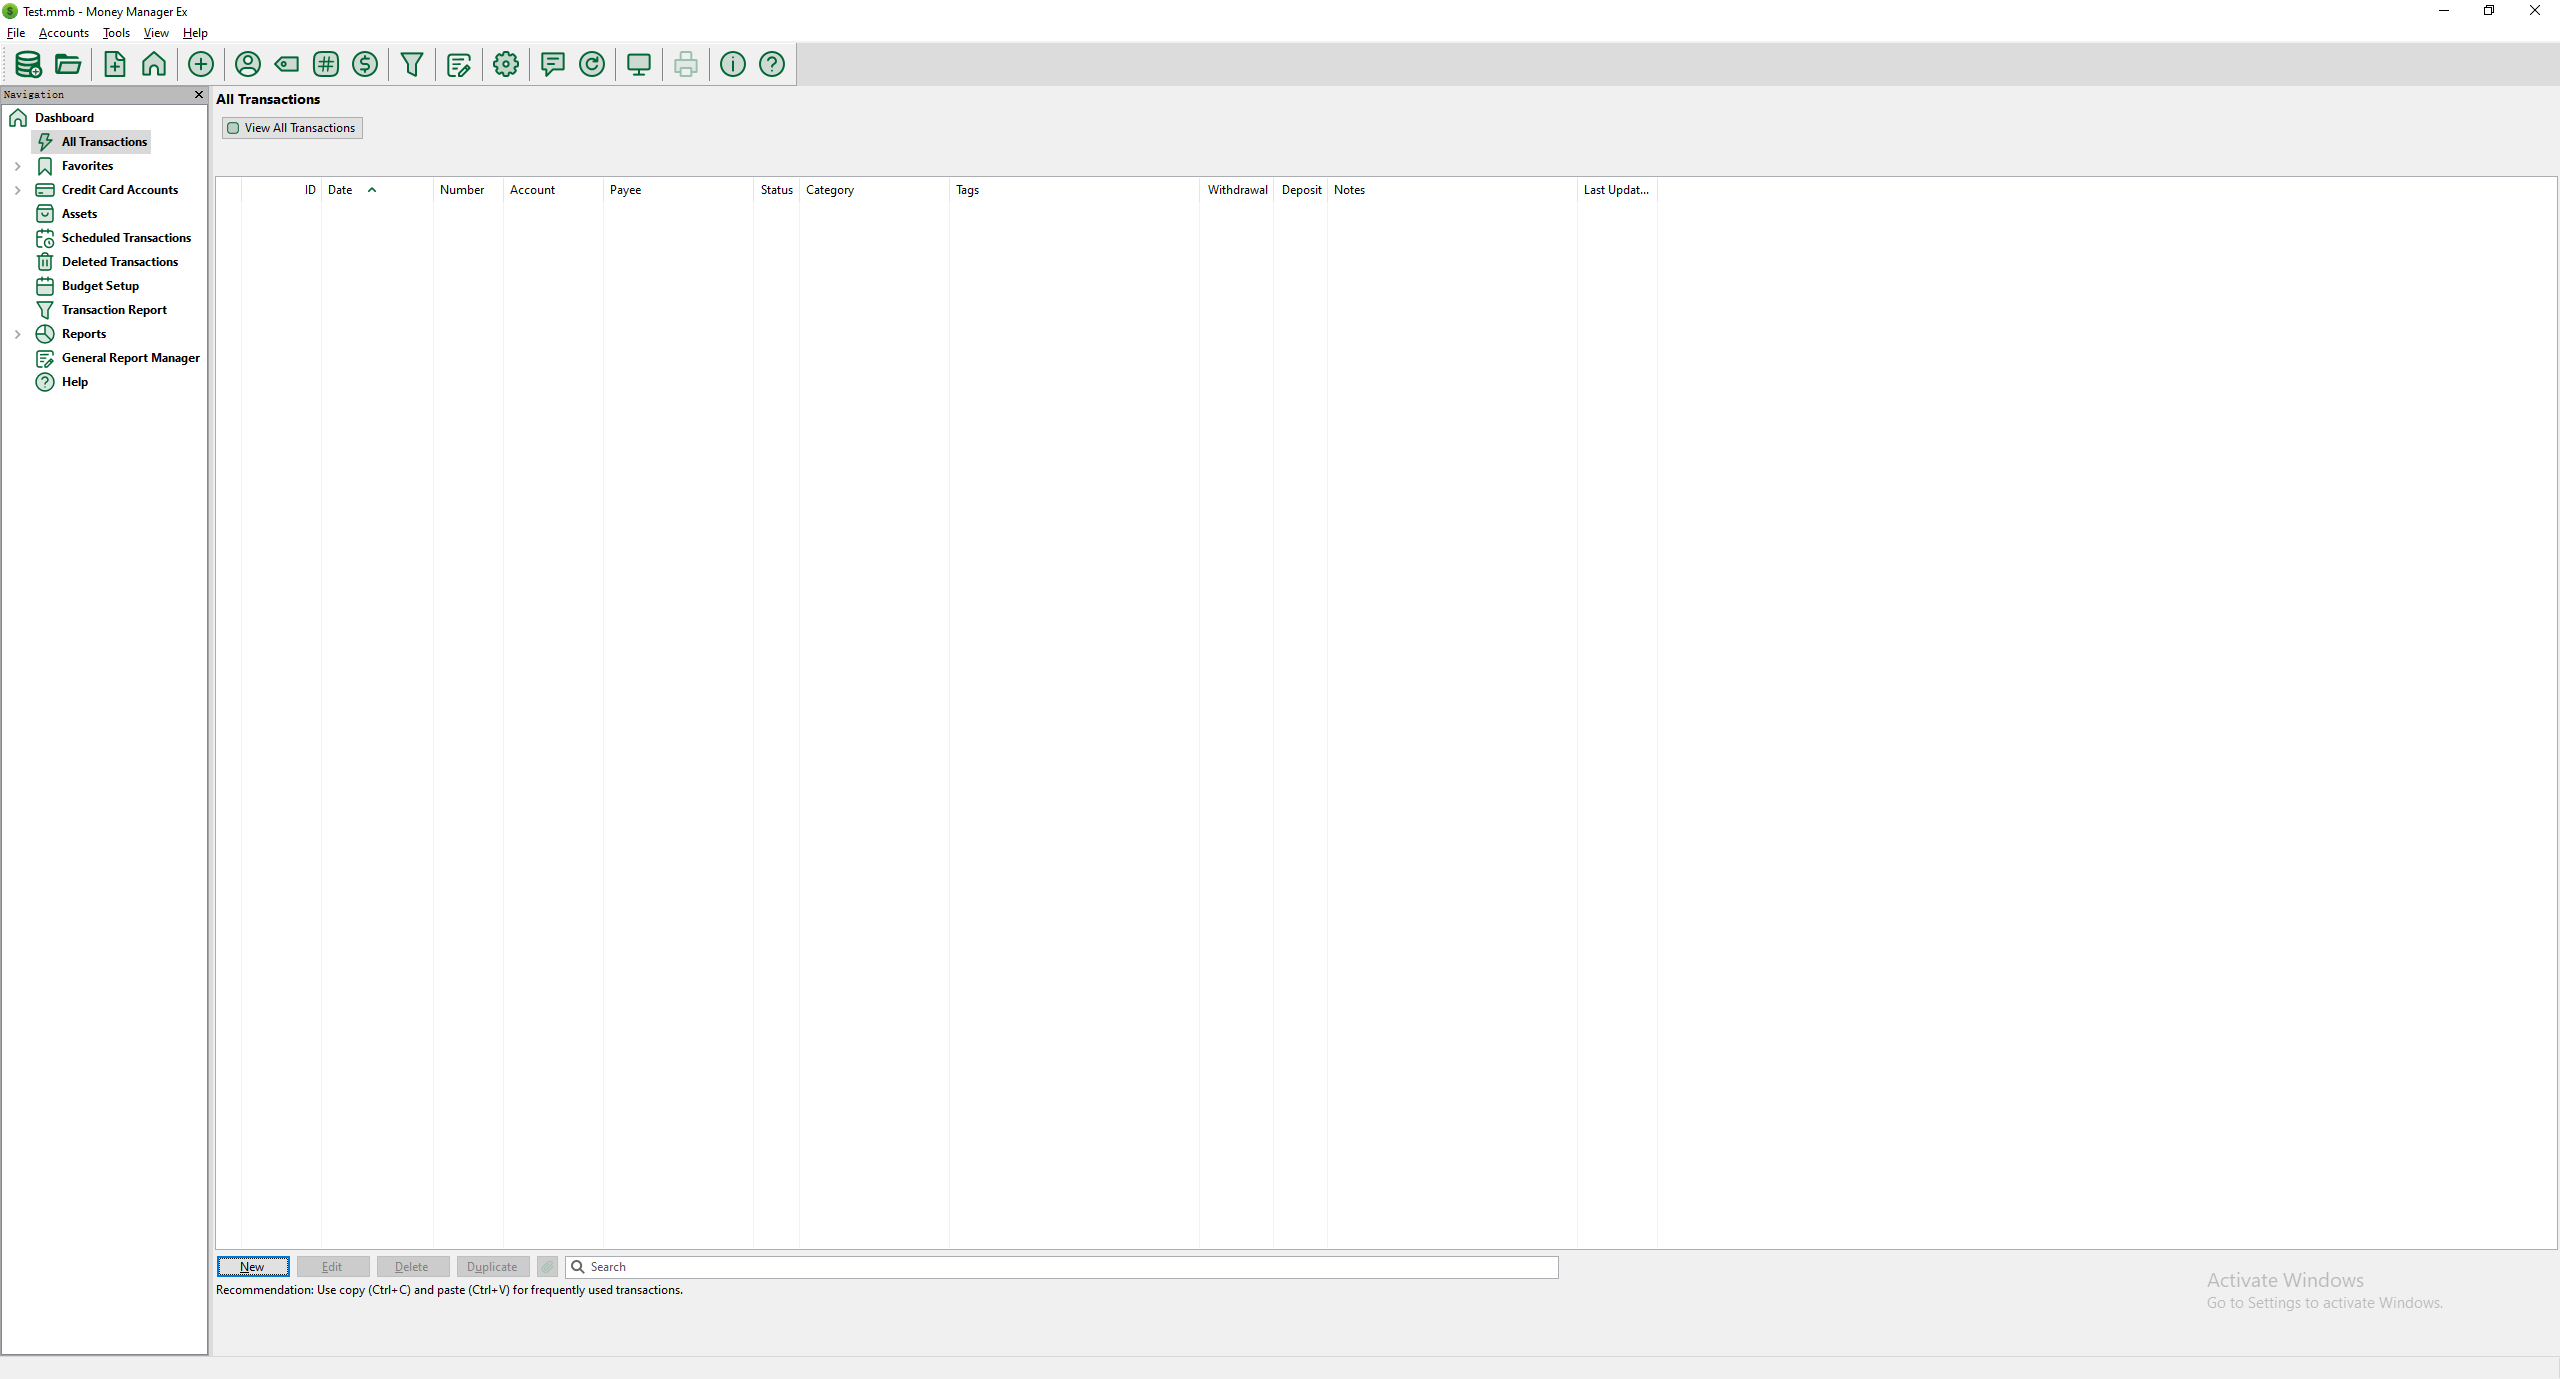 Test.mmb - Money Manager Ex
File Accounts Tools View Help
Navigation
Dashboard
All Transactions
Favorites
Credit Card Accounts
Assets
Scheduled Transactions
Deleted Transactions
Budget Setup
Transaction Report
Reports
General Report Manager
Help
All Transactions
View All Transactions
ID Date Number Account Payee Status Category Tags Withdrawal Deposit Notes Last Updat...
New Edit Delete Duplicate Search
Recommendation: Use copy (Ctrl+C) and paste (Ctrl+V) for frequently used transactions.
Activate Windows
Go to Settings to activate Windows.